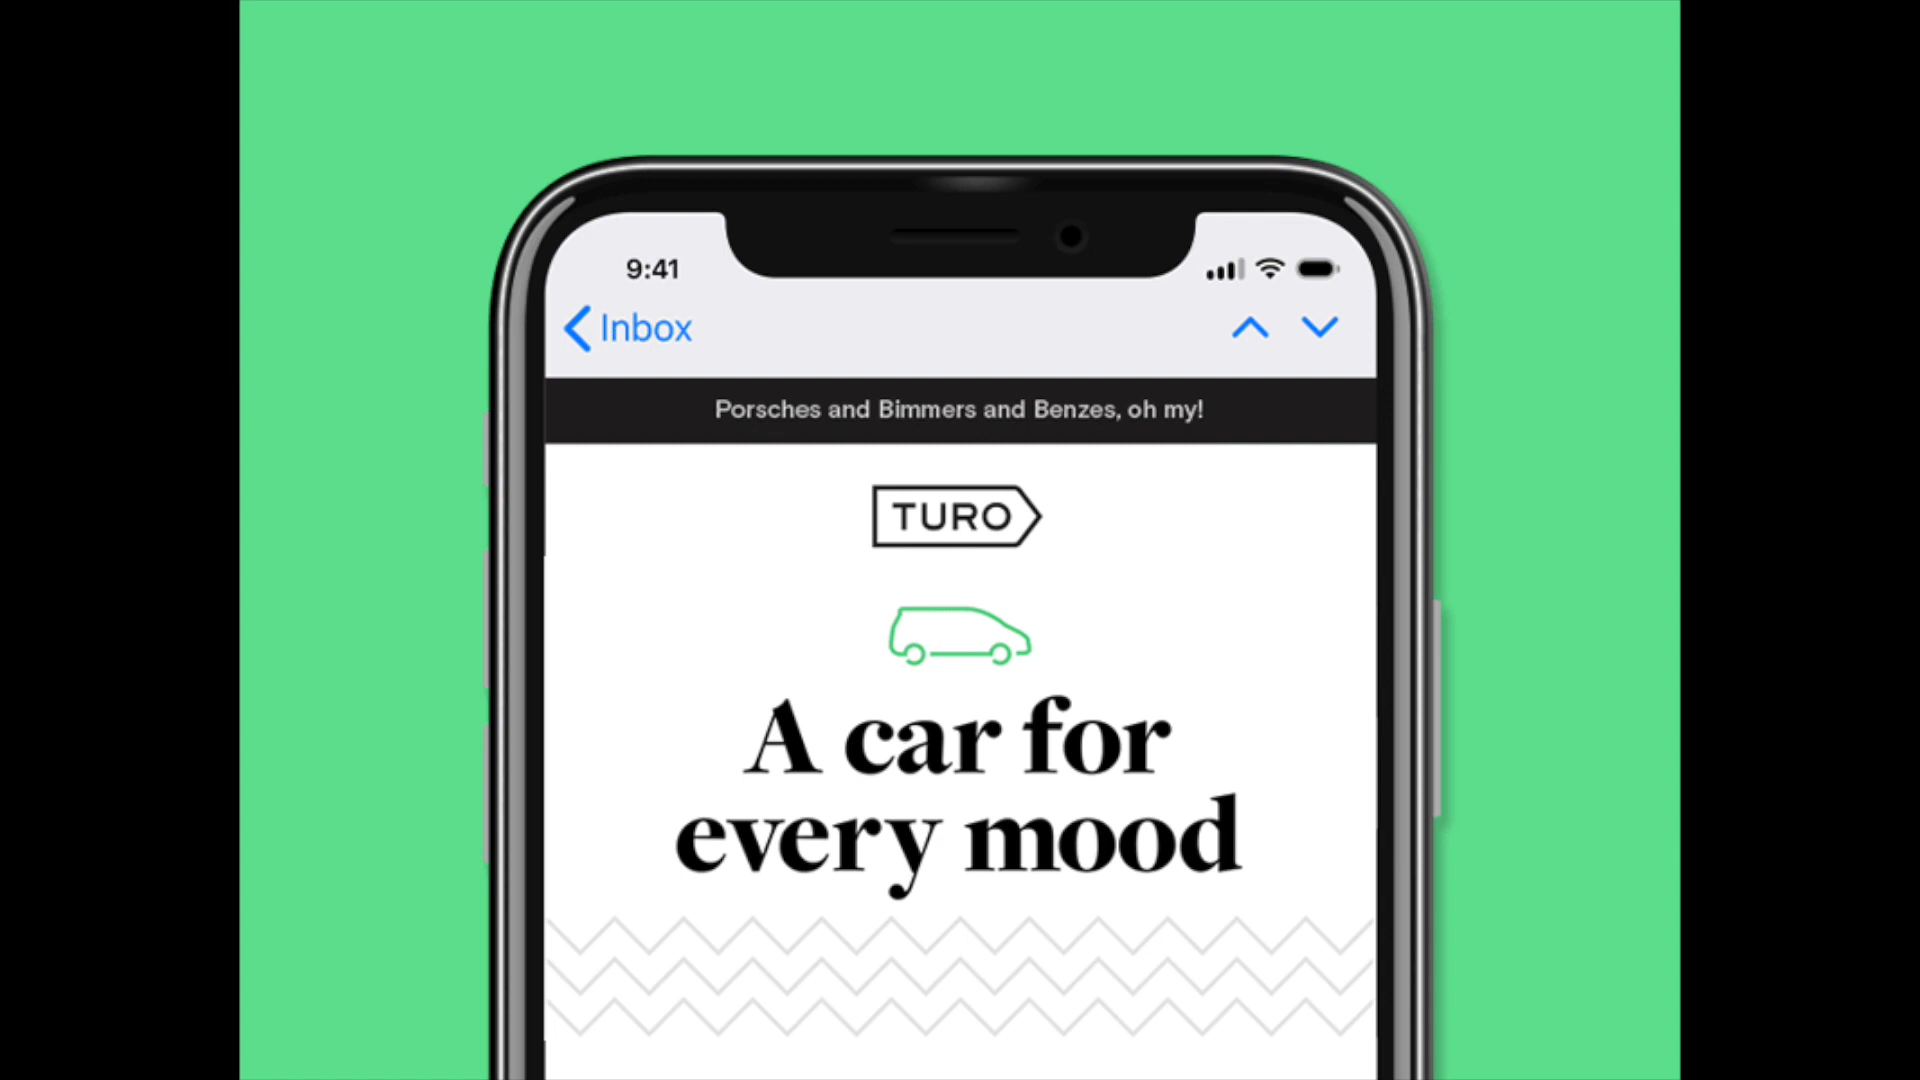 9:41
Inbox
Porsches and Bimmers and Benzes, oh my!
TURO
A car for
every mood